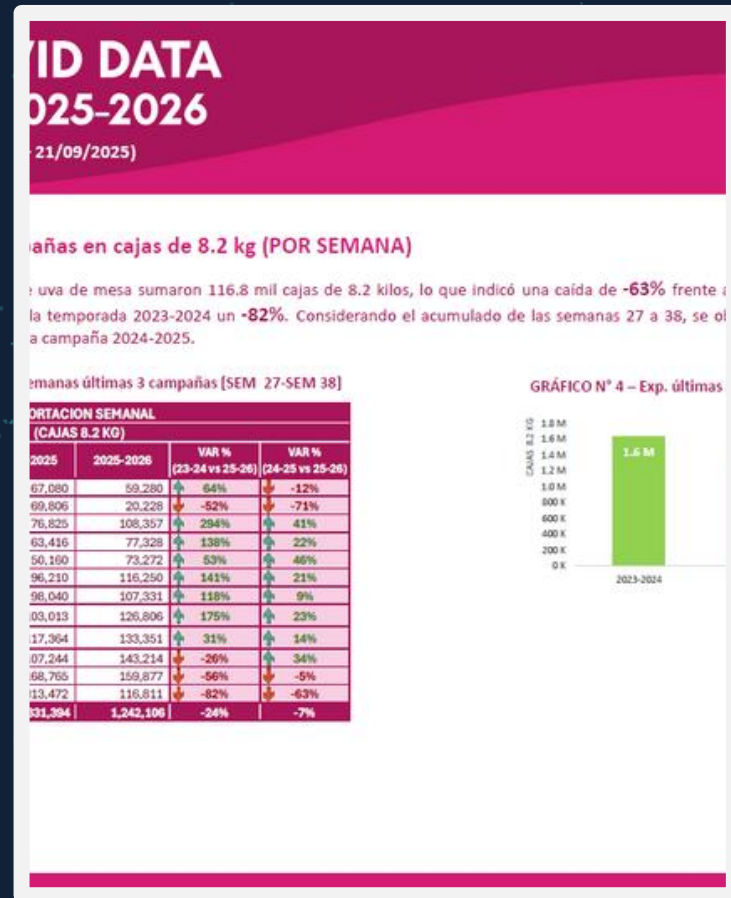 VID DATA
2025-2026
21/09/2025)
pañas en cajas de 8.2 kg (POR SEMANA)
e uva de mesa sumaron 116.8 mil cajas de 8.2 kilos, lo que indicó una caída de -63% frente a
la temporada 2023-2024 un -82%. Considerando el acumulado de las semanas 27 a 38, se ob
a campaña 2024-2025.
emanas últimas 3 campañas [SEM 27-SEM 38]
ORTACION SEMANAL
(CAJAS 8.2 KG)
2025 2025-2026 VAR % (23-24 vs 25-26) VAR % (24-25 vs 25-26)
67,080 59,280 64% -12%
69,806 20,228 -52% -71%
76,825 108,357 294% 41%
63,416 77,328 138% 22%
50,160 73,272 53% 46%
96,210 116,250 141% 21%
98,040 107,331 118% 9%
03,013 126,806 175% 23%
17,364 133,351 31% 14%
07,244 143,214 -26% 34%
68,765 159,877 -56% -5%
313,472 116,811 -82% -63%
331,394 1,242,106 -24% -7%
GRÁFICO N° 4 – Exp. últimas
CAJAS 8.2 KG
1.8 M
1.6 M
1.4 M
1.2 M
1.0 M
800 K
600 K
400 K
200 K
0 K
1.6 M
2023-2024